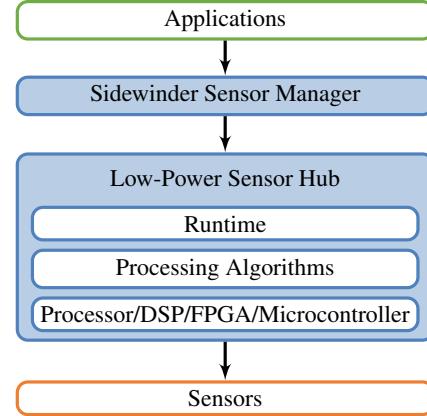 Applications
Sidewinder Sensor Manager
Low-Power Sensor Hub
Runtime
Processing Algorithms
Processor/DSP/FPGA/Microcontroller
Sensors